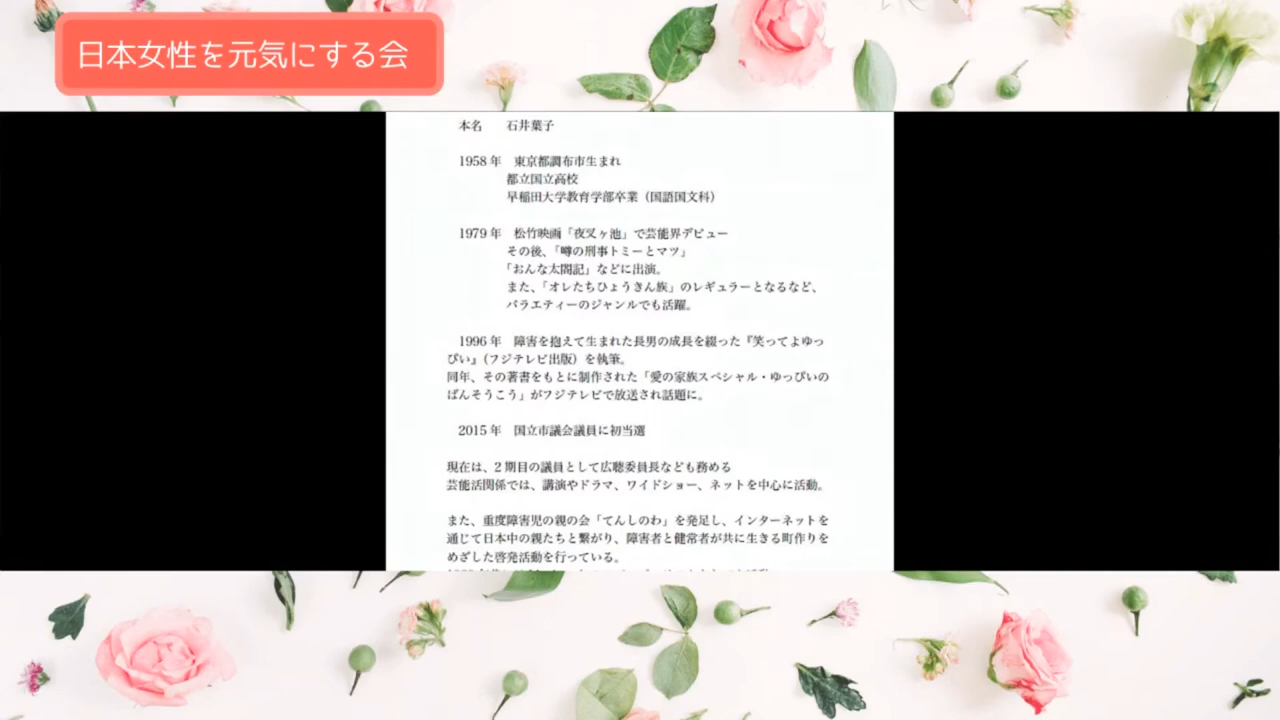 日本女性を元気にする会
本名　石井葉子
1958年　東京都調布市生まれ
都立国立高校
早稲田大学教育学部卒業（国語国文科）
1979年　松竹映画「夜叉ヶ池」で芸能界デビュー
その後、「噂の刑事トミーとマツ」
「おんな太閤記」などに出演。
また、「オレたちひょうきん族」のレギュラーとなるなど、
バラエティーのジャンルでも活躍。
1996年　障害を抱えて生まれた長男の成長を綴った『笑ってよゆっ
ぴい』（フジテレビ出版）を執筆。
同年、その著書をもとに制作された「愛の家族スペシャル・ゆっぴいの
ばんそうこう」がフジテレビで放送され話題に。
2015年　国立市議会議員に初当選
現在は、2期目の議員として広聴委員長なども務める
芸能活関係では、講演やドラマ、ワイドショー、ネットを中心に活動。
また、重度障害児の親の会「てんしのわ」を発足し、インターネットを
通じて日本中の親たちと繋がり、障害者と健常者が共に生きる町作りを
めざした啓発活動を行っている。